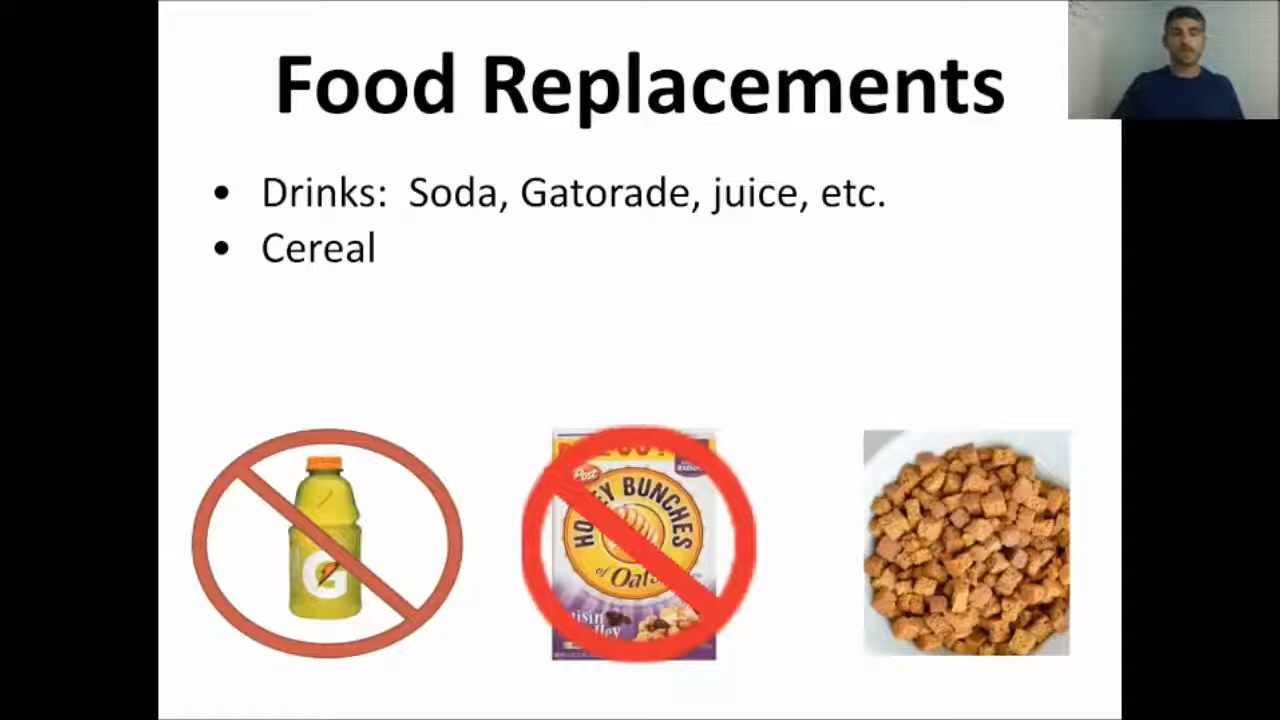 Food Replacements
• Drinks: Soda, Gatorade, juice, etc.
• Cereal
G
Post
HONEY BUNCHES
of Oats